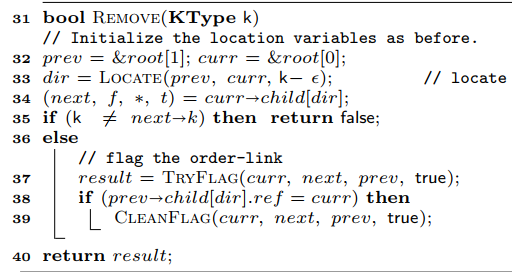 31 bool REMOVE(KType k)
// Initialize the location variables as before.
32 prev = &root[1]; curr = &root[0];
33 dir = LOCATE(prev, curr, k− ϵ); // locate
34 (next, f, *, t) = curr→child[dir];
35 if (k ≠ next→k) then return false;
36 else
// flag the order-link
37 result = TRYFLAG(curr, next, prev, true);
38 if (prev→child[dir].ref = curr) then
39 CLEANFLAG(curr, next, prev, true);
40 return result;